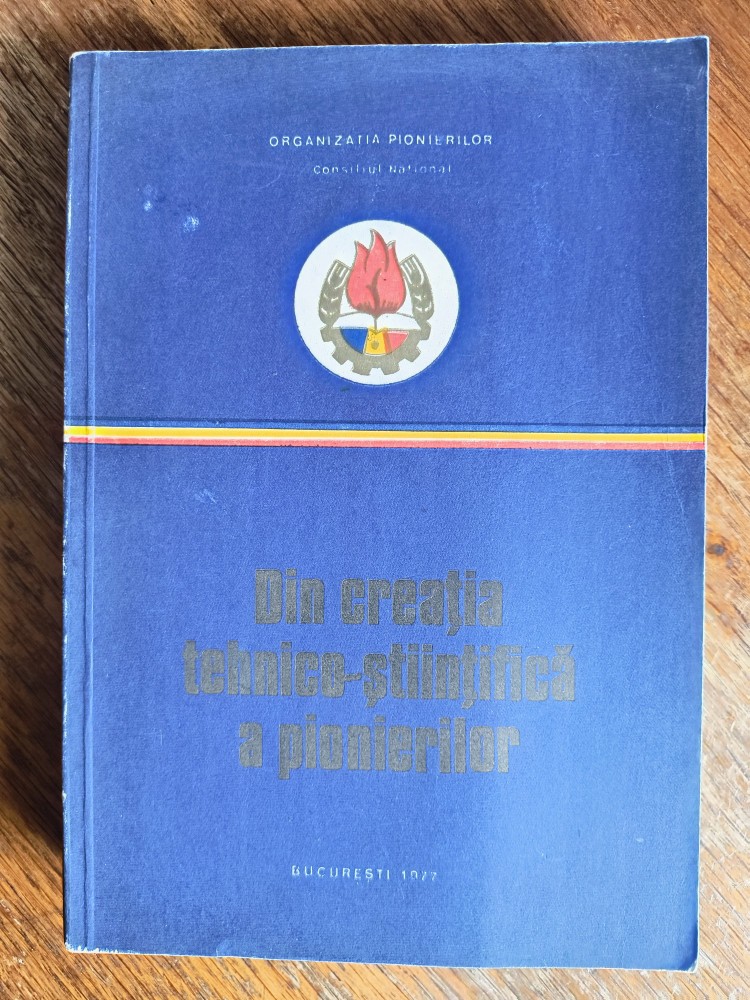 ORGANIZAȚIA PIONIERILOR
Consiliul Național
Din creația
tehnico-științifică
a pionierilor
BUCUREȘTI 1977